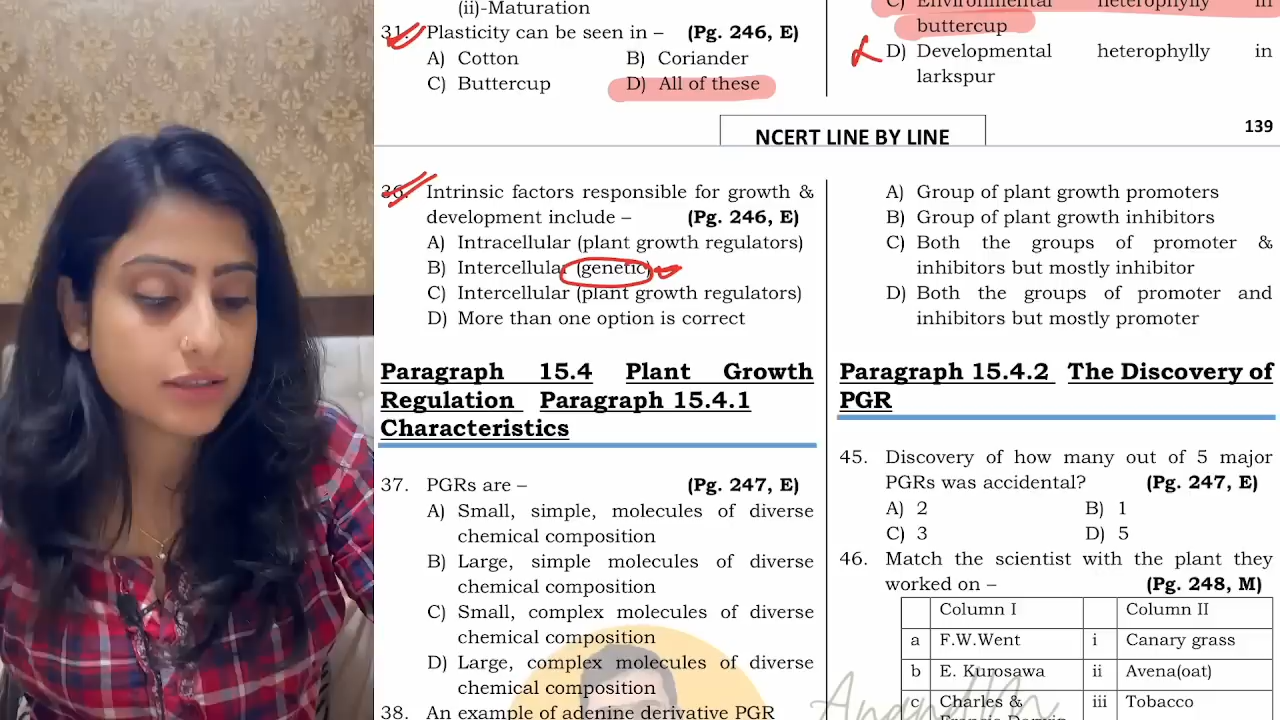 (ii)-Maturation
31. Plasticity can be seen in – (Pg. 246, E)
A) Cotton B) Coriander
C) Buttercup D) All of these
C) Environmental heterophylly in
buttercup
D) Developmental heterophylly in
larkspur
139
NCERT LINE BY LINE
36. Intrinsic factors responsible for growth &
development include – (Pg. 246, E)
A) Intracellular (plant growth regulators)
B) Intercellular (genetic)
C) Intercellular (plant growth regulators)
D) More than one option is correct
Paragraph 15.4 Plant Growth
Regulation Paragraph 15.4.1
Characteristics
37. PGRs are – (Pg. 247, E)
A) Small, simple, molecules of diverse
chemical composition
B) Large, simple molecules of diverse
chemical composition
C) Small, complex molecules of diverse
chemical composition
D) Large, complex molecules of diverse
chemical composition
38. An example of adenine derivative PGR
A) Group of plant growth promoters
B) Group of plant growth inhibitors
C) Both the groups of promoter &
inhibitors but mostly inhibitor
D) Both the groups of promoter and
inhibitors but mostly promoter
Paragraph 15.4.2 The Discovery of
PGR
45. Discovery of how many out of 5 major
PGRs was accidental? (Pg. 247, E)
A) 2 B) 1
C) 3 D) 5
46. Match the scientist with the plant they
worked on – (Pg. 248, M)
Column I Column II
a F.W.Went i Canary grass
b E. Kurosawa ii Avena(oat)
c Charles & iii Tobacco
Francis Darwin